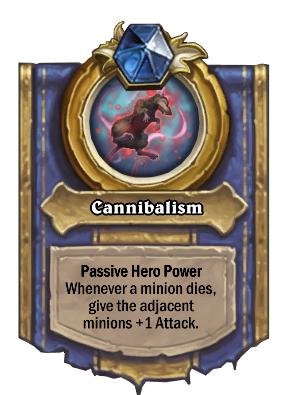 Cannibalism
Passive Hero Power
Whenever a minion dies,
give the adjacent
minions +1 Attack.